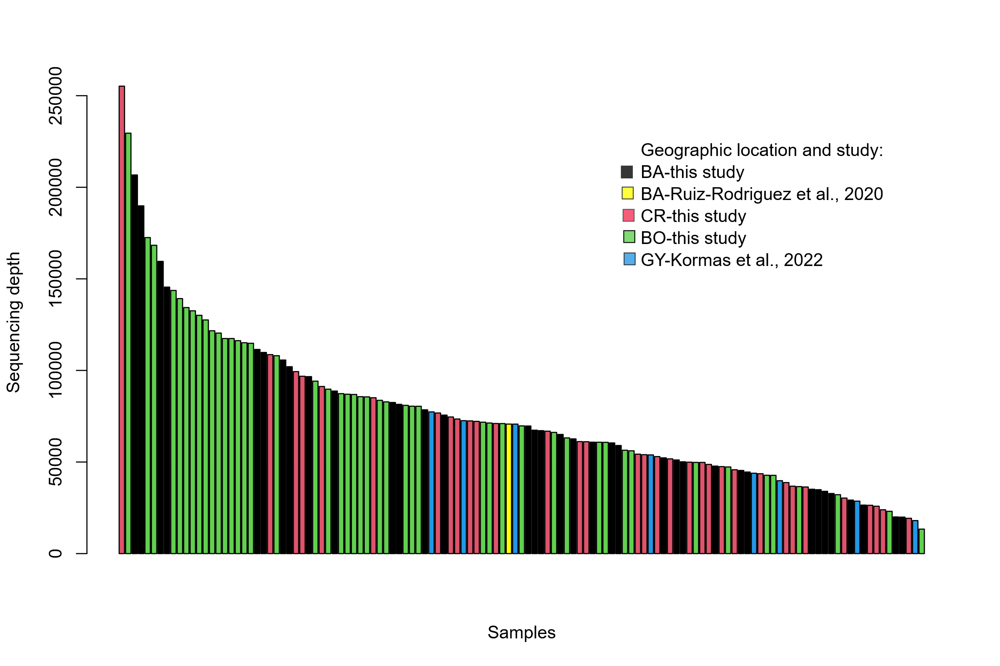 250000
200000
150000
100000
50000
0
Sequencing depth
Geographic location and study:
BA-this study
BA-Ruiz-Rodriguez et al., 2020
CR-this study
BO-this study
GY-Kormas et al., 2022
Samples